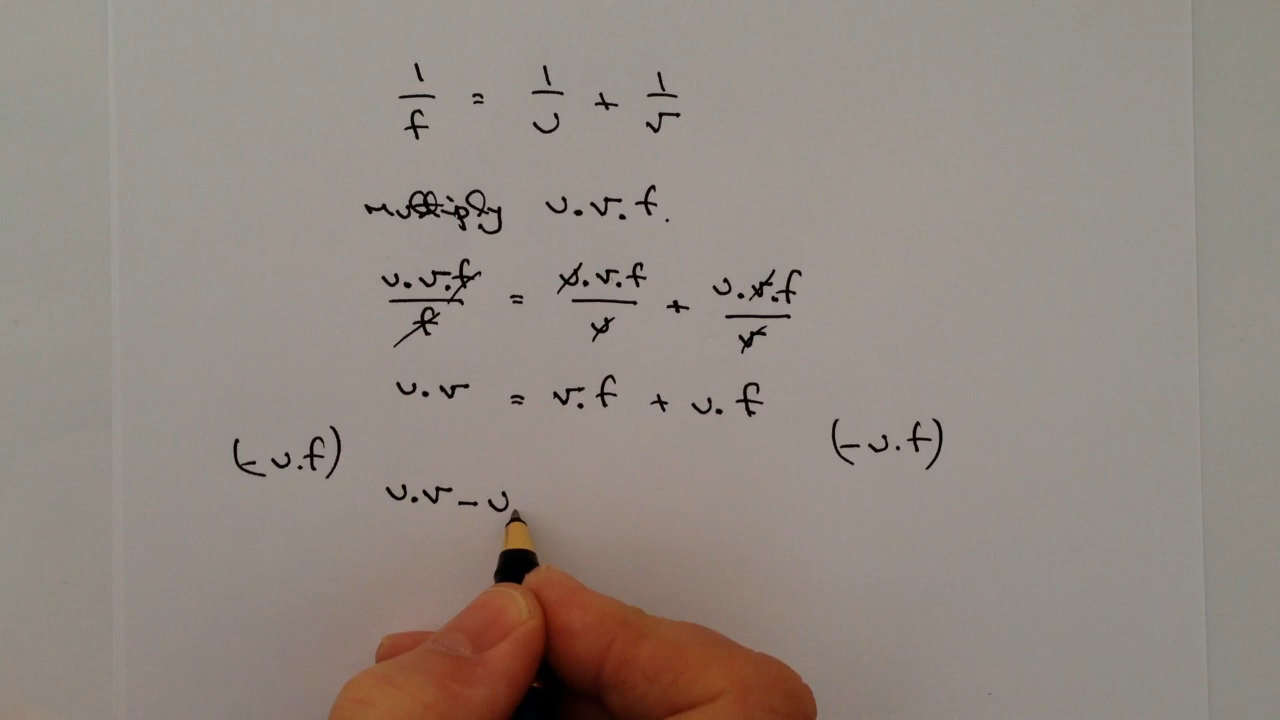 1/f = 1/u + 1/v
multiply u.v.f.
u.v.f/f = u.v.f/u + u.v.f/v
u.v = v.f + u.f
(-u.f) (-u.f)
u.v - u.